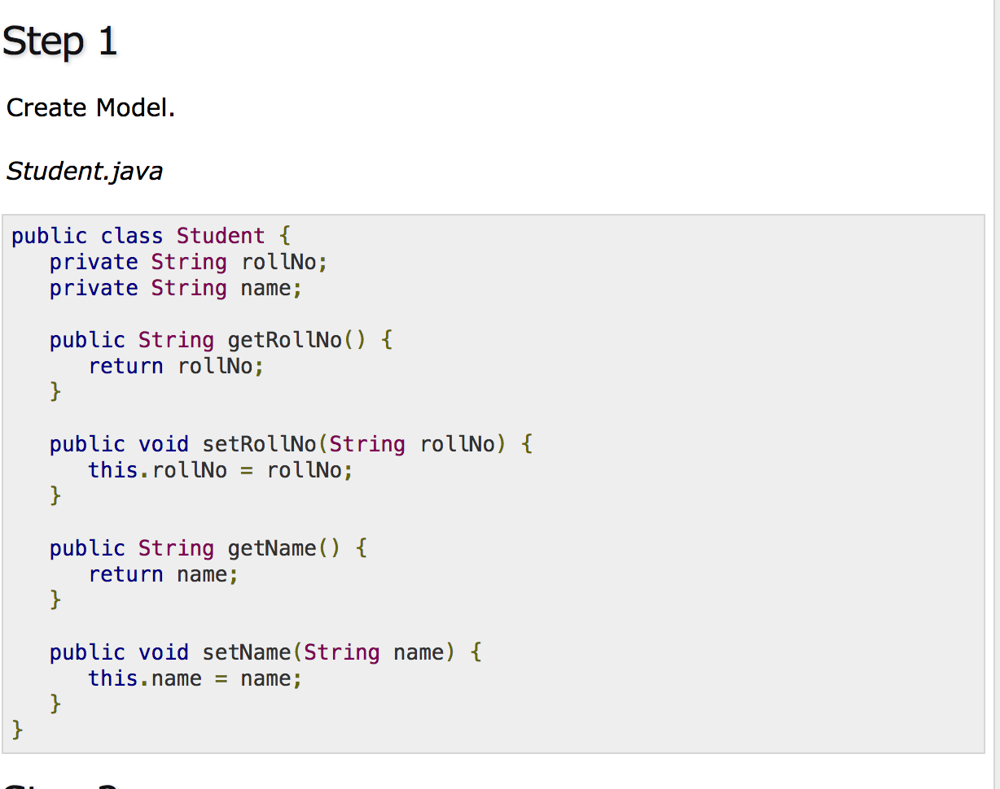 Step 1
Create Model.
Student.java
public class Student {
   private String rollNo;
   private String name;

   public String getRollNo() {
      return rollNo;
   }

   public void setRollNo(String rollNo) {
      this.rollNo = rollNo;
   }

   public String getName() {
      return name;
   }

   public void setName(String name) {
      this.name = name;
   }
}